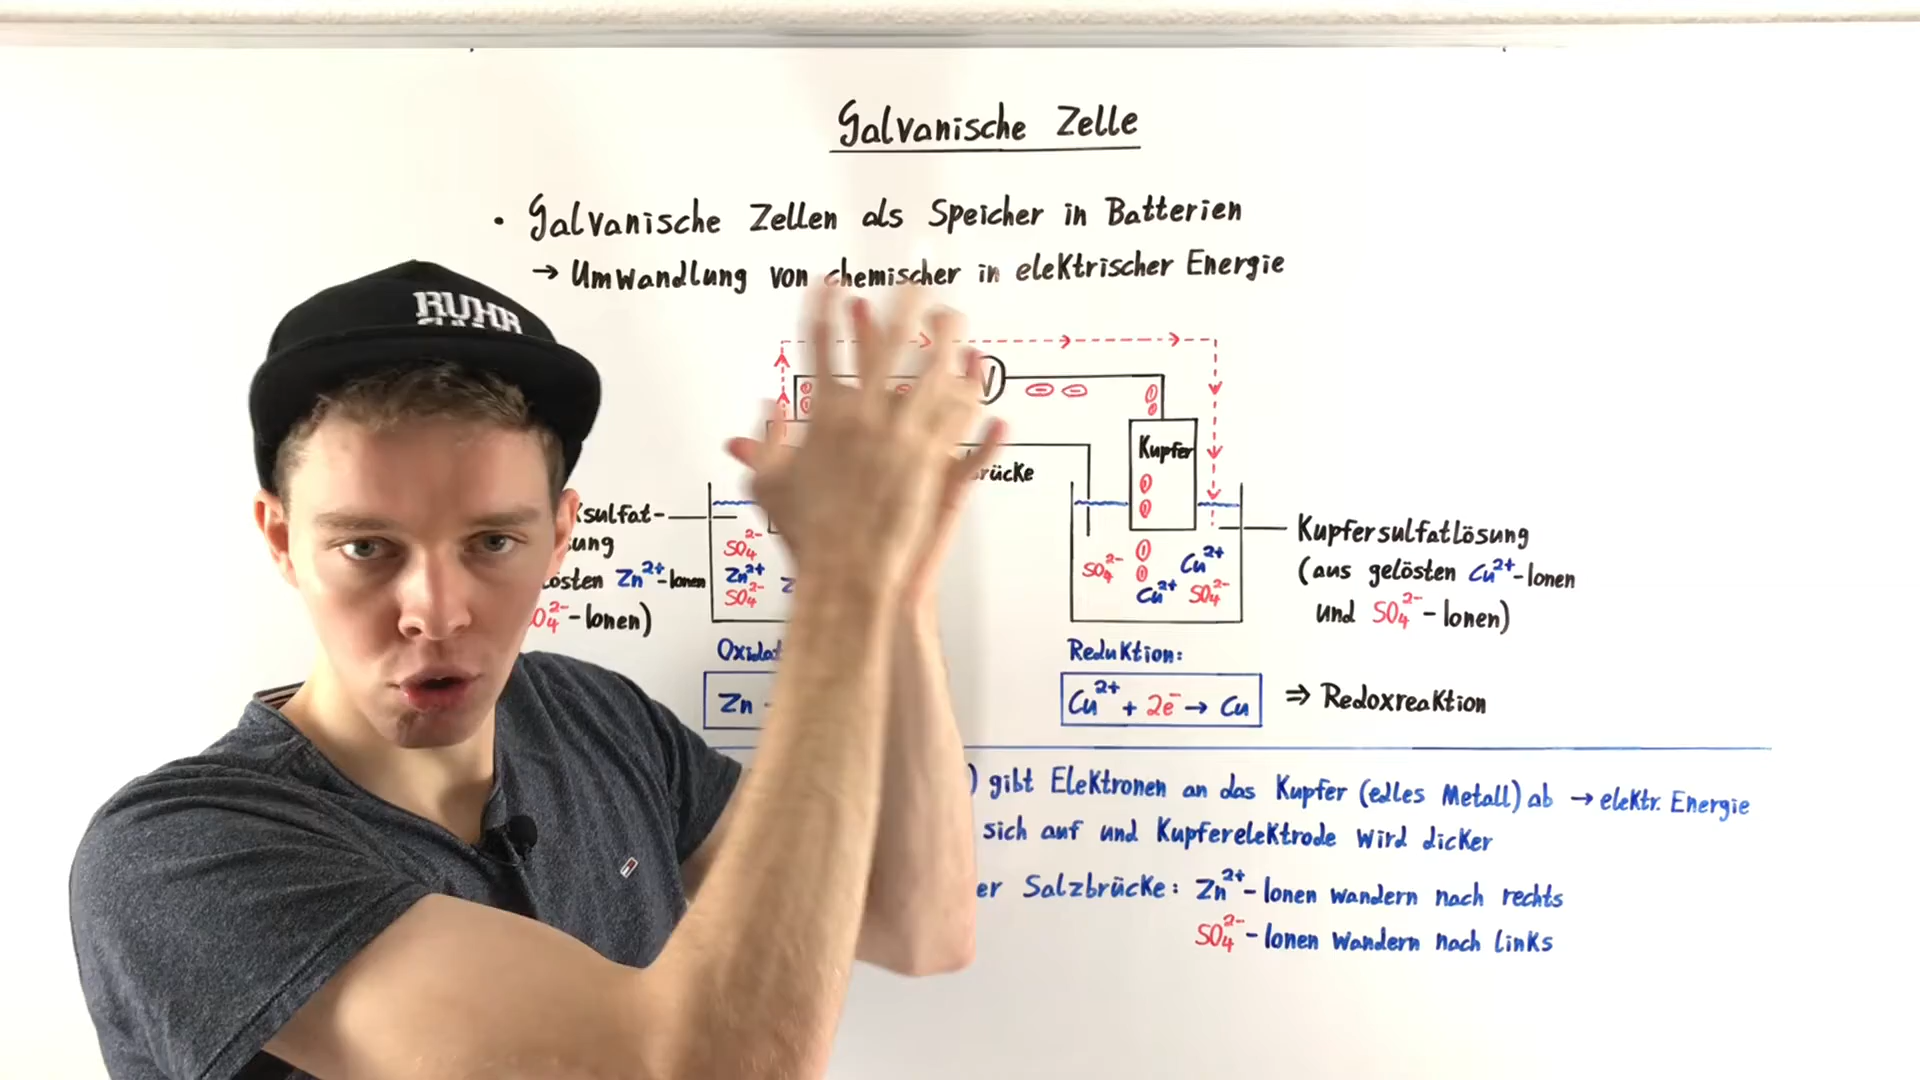 Galvanische Zelle
• Galvanische Zellen als Speicher in Batterien
→ Umwandlung von chemischer in elektrischer Energie
RUHR
V
Kupfer
rücke
ksulfat-
sung
östen Zn²⁺-Ionen
O₄²⁻-Ionen)
SO₄²⁻
Zn²⁺
SO₄²⁻
SO₄²⁻ Cu²⁺
Cu²⁺ SO₄²⁻
Kupfersulfatlösung
(aus gelösten Cu²⁺-Ionen
und SO₄²⁻-Ionen)
Oxidat
Zn -
Reduktion:
Cu²⁺ + 2e⁻ → Cu
⇒ Redoxreaktion
) gibt Elektronen an das Kupfer (edles Metall) ab → elektr. Energie
sich auf und Kupferelektrode wird dicker
er Salzbrücke: Zn²⁺-Ionen wandern nach rechts
SO₄²⁻-Ionen wandern nach links